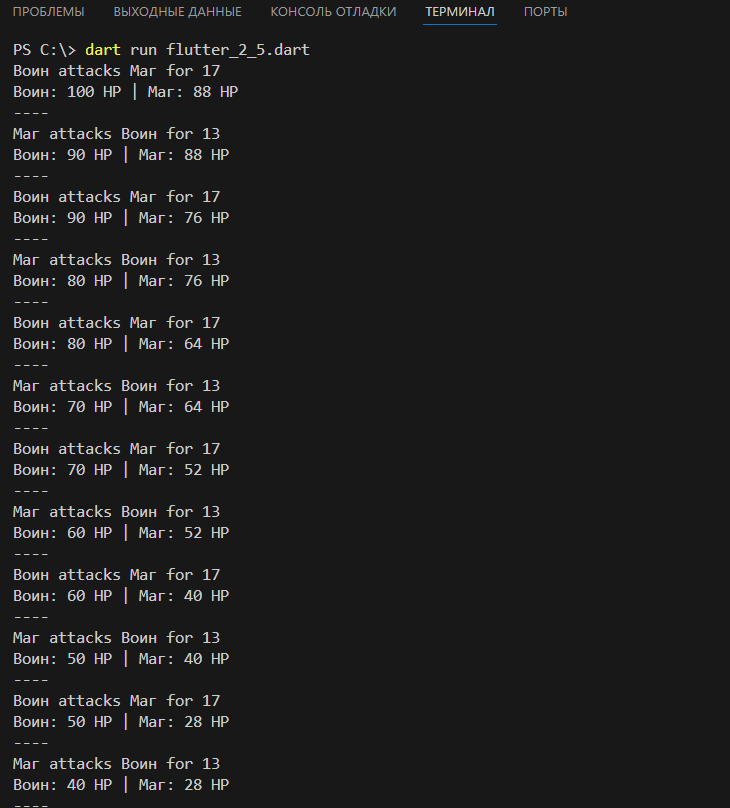 ПРОБЛЕМЫ ВЫХОДНЫЕ ДАННЫЕ КОНСОЛЬ ОТЛАДКИ ТЕРМИНАЛ ПОРТЫ
PS C:\> dart run flutter_2_5.dart
Воин attacks Маг for 17
Воин: 100 HP | Маг: 88 HP
----
Маг attacks Воин for 13
Воин: 90 HP | Маг: 88 HP
----
Воин attacks Маг for 17
Воин: 90 HP | Маг: 76 HP
----
Маг attacks Воин for 13
Воин: 80 HP | Маг: 76 HP
----
Воин attacks Маг for 17
Воин: 80 HP | Маг: 64 HP
----
Маг attacks Воин for 13
Воин: 70 HP | Маг: 64 HP
----
Воин attacks Маг for 17
Воин: 70 HP | Маг: 52 HP
----
Маг attacks Воин for 13
Воин: 60 HP | Маг: 52 HP
----
Воин attacks Маг for 17
Воин: 60 HP | Маг: 40 HP
----
Маг attacks Воин for 13
Воин: 50 HP | Маг: 40 HP
----
Воин attacks Маг for 17
Воин: 50 HP | Маг: 28 HP
----
Маг attacks Воин for 13
Воин: 40 HP | Маг: 28 HP
----